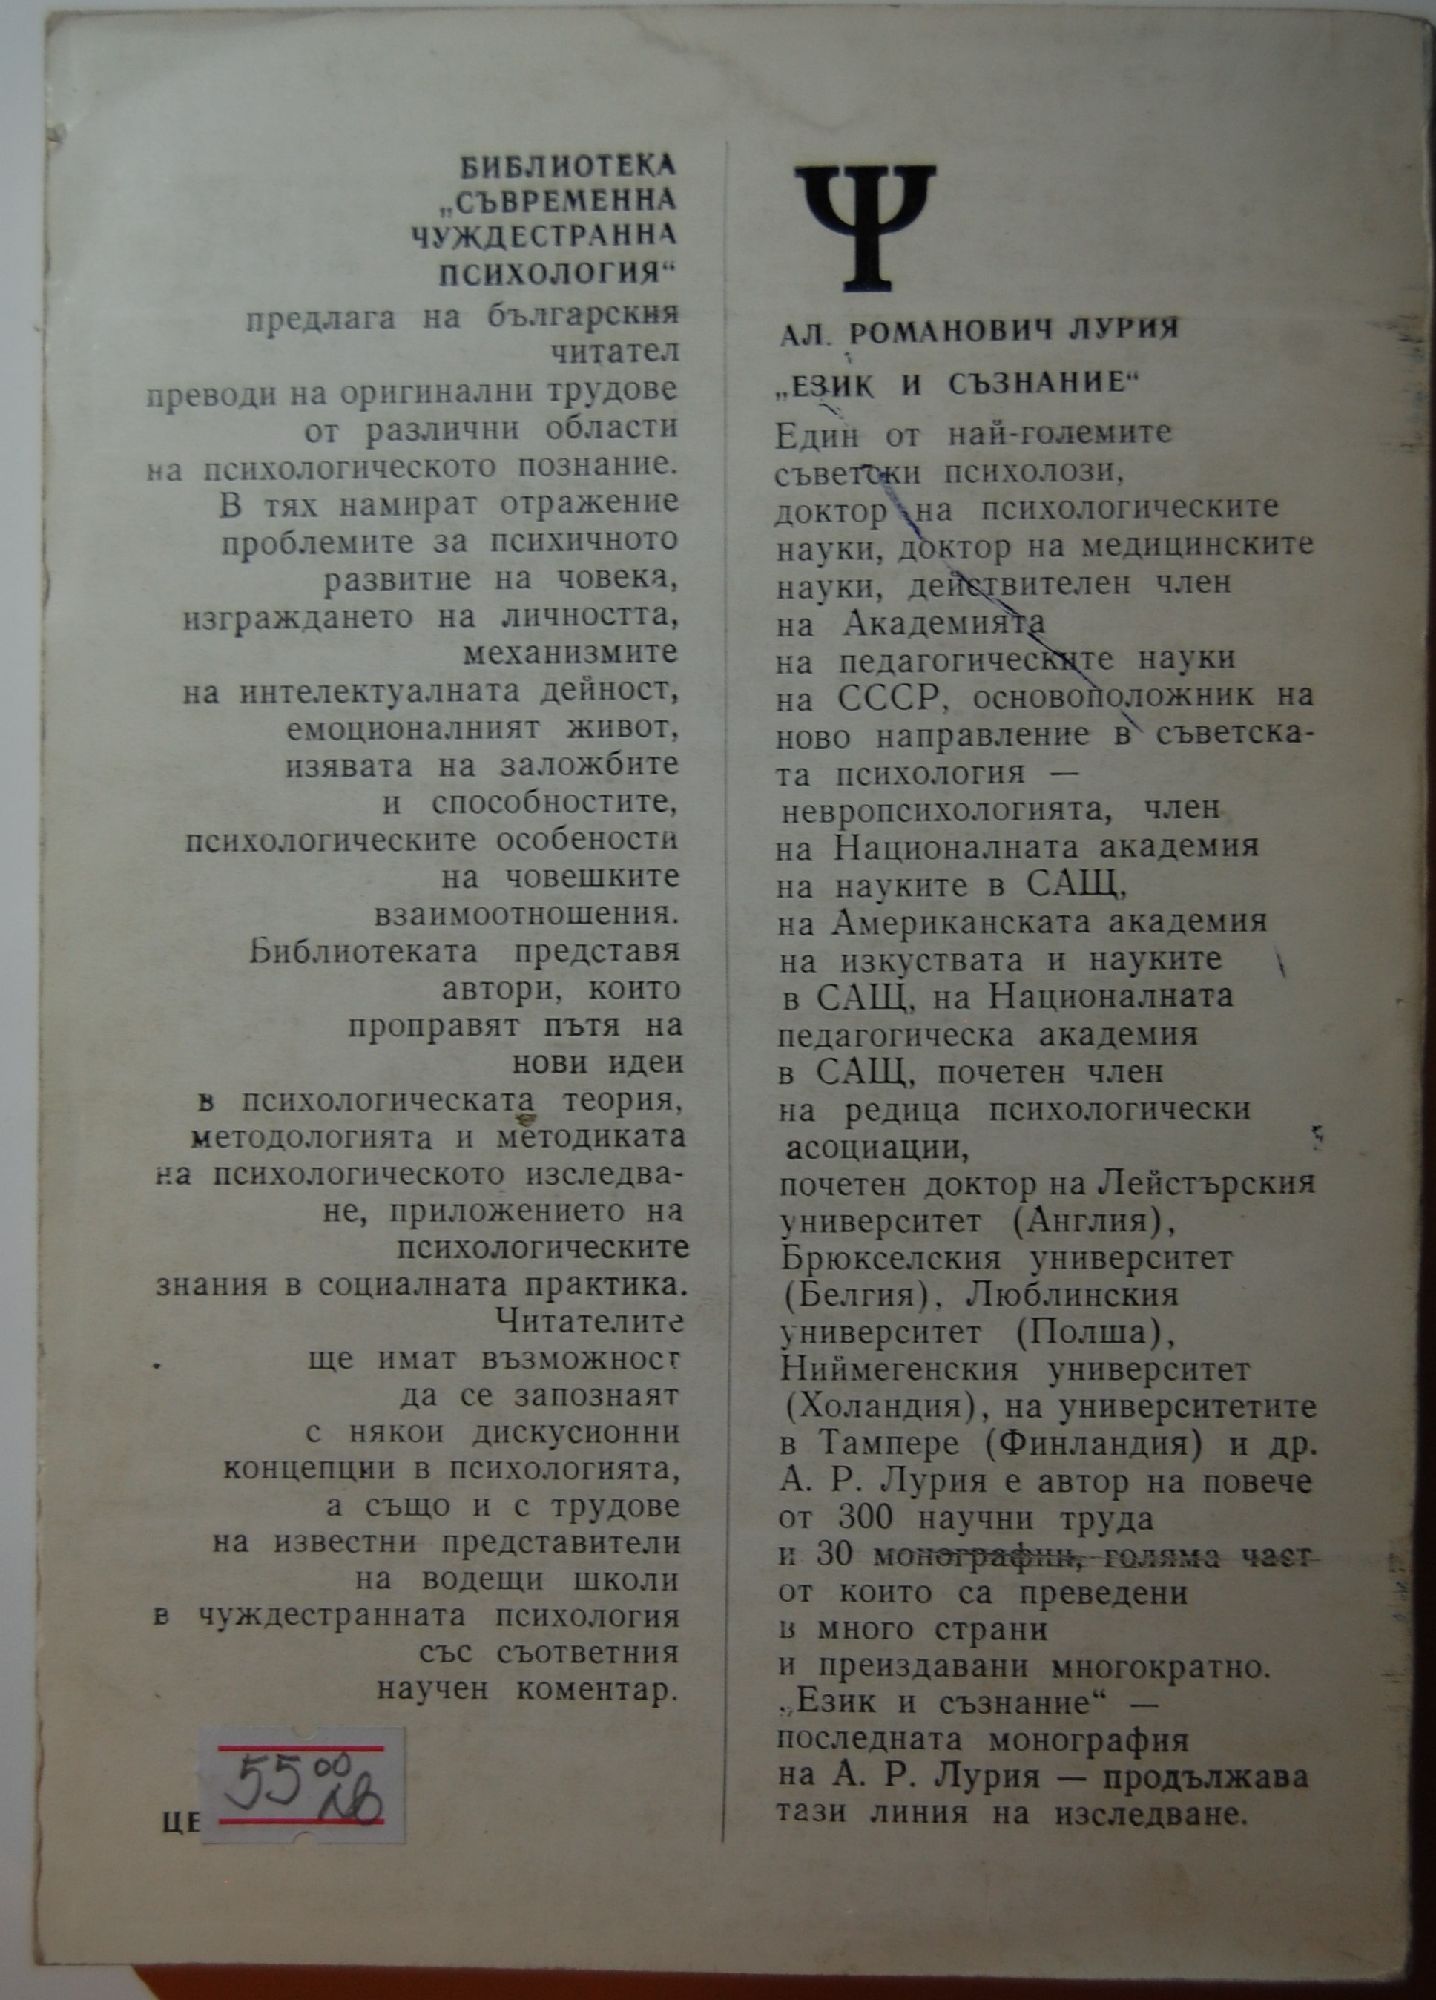 БИБЛИОТЕКА
„СЪВРЕМЕННА
ЧУЖДЕСТРАННА
ПСИХОЛОГИЯ“
предлага на българския
читател
преводи на оригинални трудове
от различни области
на психологическото познание.
В тях намират отражение
проблемите за психичното
развитие на човека,
изграждането на личността,
механизмите
на интелектуалната дейност,
емоционалният живот,
изявата на заложбите
и способностите,
психологическите особености
на човешките
взаимоотношения.
Библиотеката представя
автори, които
проправят пътя на
нови идеи
в психологическата теория,
методологията и методиката
на психологическото изследва-
не, приложението на
психологическите
знания в социалната практика.
Читателите
ще имат възможност
да се запознаят
с някои дискусионни
концепции в психологията,
а също и с трудове
на известни представители
на водещи школи
в чуждестранната психология
със съответния
научен коментар.
ЦЕ
55 00 лв
Ψ
АЛ. РОМАНОВИЧ ЛУРИЯ
„ЕЗИК И СЪЗНАНИЕ“
Един от най-големите
съветски психолози,
доктор на психологическите
науки, доктор на медицинските
науки, действителен член
на Академията
на педагогическите науки
на СССР, основоположник на
ново направление в съветска-
та психология —
невропсихологията, член
на Националната академия
на науките в САЩ,
на Американската академия
на изкуствата и науките
в САЩ, на Националната
педагогическа академия
в САЩ, почетен член
на редица психологически
асоциации,
почетен доктор на Лейстърския
университет (Англия),
Брюкселския университет
(Белгия), Люблинския
университет (Полша),
Ниймегенския университет
(Холандия), на университетите
в Тампере (Финландия) и др.
А. Р. Лурия е автор на повече
от 300 научни труда
и 30 монографии, голяма част
от които са преведени
в много страни
и преиздавани многократно.
„Език и съзнание“ —
последната монография
на А. Р. Лурия — продължава
тази линия на изследване.